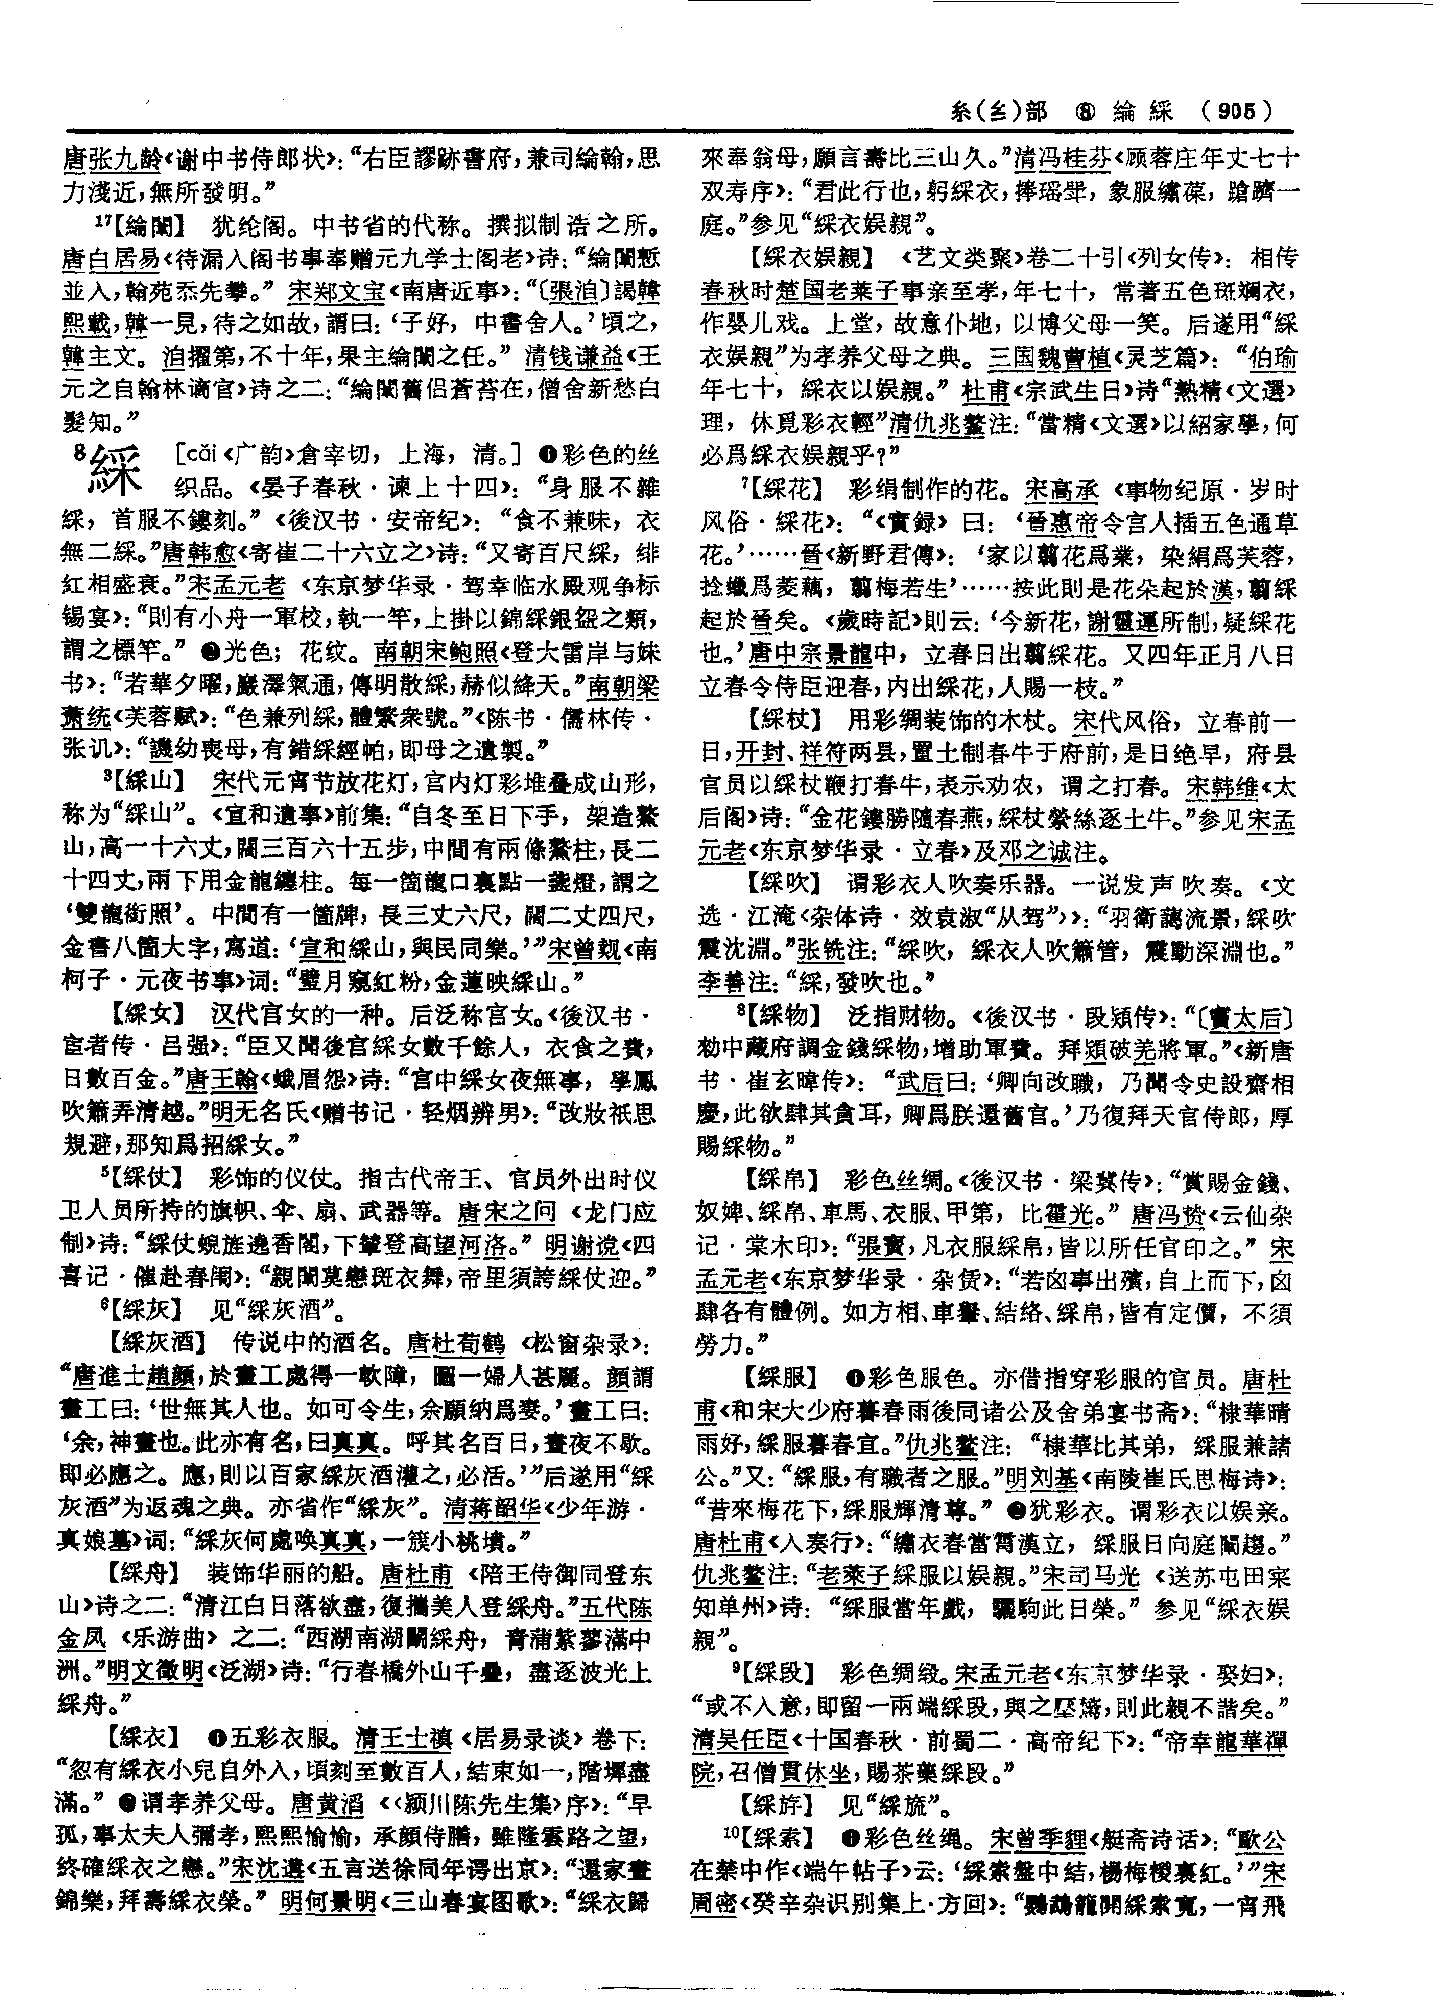 糸(纟)部 ⑧ 綸 綵 (905)
唐张九龄《谢中书侍郎状》：“右臣謬跡書府，兼司綸翰，思
力淺近，無所發明。”
17【綸閣】 犹纶阁。中书省的代称。撰拟制诰之所。
唐白居易《待漏入阁书事奉赠元九学士阁老》诗：“綸閣慙
並入，翰苑忝先攀。” 宋郑文宝《南唐近事》：“〔張洎〕謁韓
熙載，韓一見，待之如故，謂曰：‘子好，中書舍人。’頃之，
韓主文。洎擢第，不十年，果主綸閣之任。” 清钱谦益《王
元之自翰林谪官》诗之二：“綸閣舊侣蒼苔在，僧舍新愁白
髮知。”
8綵 [cǎi《广韵》倉宰切，上海，清。] ❶彩色的丝
织品。《晏子春秋·谏上十四》：“身服不雜
綵，首服不鏤刻。”《後汉书·安帝纪》：“食不兼味，衣
無二綵。”唐韩愈《寄崔二十六立之》诗：“又寄百尺綵，绯
紅相盛衰。”宋孟元老《东京梦华录·驾幸临水殿观争标
锡宴》：“則有小舟一軍校，執一竿，上掛以錦綵銀盌之類，
謂之標竿。” ❷光色；花纹。南朝宋鲍照《登大雷岸与妹
书》：“若華夕曜，巖澤氣通，傳明散綵，赫似絳天。”南朝梁
萧统《芙蓉赋》：“色兼列綵，體繁衆號。”《陈书·儒林传·
张讥》：“譏幼喪母，有錯綵經帕，即母之遺製。”
3【綵山】 宋代元宵节放花灯，宫内灯彩堆叠成山形，
称为“綵山”。《宣和遺事》前集：“自冬至日下手，架造鰲
山，高一十六丈，闊三百六十五步，中間有兩條鰲柱，長二
十四丈，兩下用金龍纏柱。每一箇龍口裏點一盞燈，謂之
‘雙龍銜照’。中間有一箇牌，長三丈六尺，闊二丈四尺，
金書八箇大字，寫道：‘宣和綵山，與民同樂。’”宋曾觌《南
柯子·元夜书事》词：“璧月窺紅粉，金蓮映綵山。”
【綵女】 汉代宫女的一种。后泛称宫女。《後汉书·
宦者传·吕强》：“臣又聞後宫綵女數千餘人，衣食之費，
日數百金。”唐王翰《蛾眉怨》诗：“宫中綵女夜無事，學鳳
吹簫弄清越。”明无名氏《赠书记·轻烟辨男》：“改妝祇思
規避，那知爲招綵女。”
5【綵仗】 彩饰的仪仗。指古代帝王、官员外出时仪
卫人员所持的旗帜、伞、扇、武器等。唐宋之问《龙门应
制》诗：“綵仗蜺旌遶香閣，下輦登高望河洛。” 明谢谠《四
喜记·催赴春闱》：“親闈莫戀斑衣舞，帝里須誇綵仗迎。”
6【綵灰】 见“綵灰酒”。
【綵灰酒】 传说中的酒名。唐杜荀鹤《松窗杂录》：
“唐進士趙顏，於畫工處得一軟障，圖一婦人甚麗。顏謂
畫工曰：‘世無其人也。如可令生，余願納爲妻。’畫工曰：
‘余，神畫也。此亦有名，曰真真。呼其名百日，晝夜不歇。
即必應之。應，則以百家綵灰酒灌之，必活。’”后遂用“綵
灰酒”为返魂之典。亦省作“綵灰”。清蒋韶华《少年游·
真娘墓》词：“綵灰何處唤真真，一簇小桃墳。”
【綵舟】 装饰华丽的船。唐杜甫《陪王侍御同登东
山》诗之二：“清江白日落欲盡，復攜美人登綵舟。”五代陈
金凤《乐游曲》之二：“西湖南湖鬭綵舟，青蒲紫蓼滿中
洲。”明文徵明《泛湖》诗：“行春橋外山千疊，盡逐波光上
綵舟。”
【綵衣】 ❶五彩衣服。清王士禛《居易录谈》卷下：
“忽有綵衣小兒自外入，頃刻至數百人，結束如一，階墀盡
滿。” ❷谓孝养父母。唐黄滔《〈颍川陈先生集〉序》：“早
孤，事太夫人彌孝，熙熙愉愉，承顏侍膳，雖隆雲路之望，
终確綵衣之戀。”宋沈遘《五言送徐同年谔出京》：“還家晝
錦樂，拜壽綵衣榮。” 明何景明《三山春宴图歌》：“綵衣歸
來奉翁母，願言壽比三山久。”清冯桂芬《顾蓉庄年丈七十
双寿序》：“君此行也，躬綵衣，捧瑶斝，象服繡葆，蹌躋一
庭。”参见“綵衣娱親”。
【綵衣娱親】 《艺文类聚》卷二十引《列女传》：相传
春秋时楚国老莱子事亲至孝，年七十，常著五色斑斓衣，
作婴儿戏。上堂，故意仆地，以博父母一笑。后遂用“綵
衣娱親”为孝养父母之典。三国魏曹植《灵芝篇》：“伯瑜
年七十，綵衣以娱親。” 杜甫《宗武生日》诗“熟精《文選》
理，休覓彩衣輕”清仇兆鳌注：“當精《文選》以紹家學，何
必爲綵衣娱親乎？”
7【綵花】 彩绢制作的花。宋高承《事物纪原·岁时
风俗·綵花》：“《實録》曰：‘晉惠帝令宫人插五色通草
花。’……晉《新野君傳》：‘家以翦花爲業，染絹爲芙蓉，
捻蠟爲菱藕，翦梅若生’……按此則是花朵起於漢，翦綵
起於晉矣。《歲時記》則云：‘今新花，謝靈運所制，疑綵花
也。’唐中宗景龍中，立春日出翦綵花。又四年正月八日
立春令侍臣迎春，内出綵花，人賜一枝。”
【綵杖】 用彩绸装饰的木杖。宋代风俗，立春前一
日，开封、祥符两县，置土制春牛于府前，是日绝早，府县
官员以綵杖鞭打春牛，表示劝农，谓之打春。宋韩维《太
后阁》诗：“金花鏤勝隨春燕，綵杖縈絲逐土牛。”参见宋孟
元老《东京梦华录·立春》及邓之诚注。
【綵吹】 谓彩衣人吹奏乐器。一说发声吹奏。《文
选·江淹〈杂体诗·效袁淑“从驾”〉》：“羽衛藹流景，綵吹
震沈淵。”张铣注：“綵吹，綵衣人吹簫管，震動深淵也。”
李善注：“綵，發吹也。”
8【綵物】 泛指财物。《後汉书·段颎传》：“〔竇太后〕
勑中藏府調金錢綵物，增助軍費。拜熲破羌將軍。”《新唐
书·崔玄暐传》：“武后曰：‘卿向改職，乃聞令史設齋相
慶，此欲肆其貪耳，卿爲朕還舊官。’乃復拜天官侍郎，厚
賜綵物。”
【綵帛】 彩色丝绸。《後汉书·梁冀传》：“賞賜金錢、
奴婢、綵帛、車馬、衣服、甲第，比霍光。” 唐冯贽《云仙杂
记·棠木印》：“張寶，凡衣服綵帛，皆以所任官印之。” 宋
孟元老《东京梦华录·杂赁》：“若凶事出殯，自上而下，凶
肆各有體例。如方相、車轝、結絡、綵帛，皆有定價，不須
勞力。”
【綵服】 ❶彩色服色。亦借指穿彩服的官员。唐杜
甫《和宋大少府暮春雨後同诸公及舍弟宴书斋》：“棣華晴
雨好，綵服暮春宜。”仇兆鳌注：“棣華比其弟，綵服兼諸
公。”又：“綵服，有職者之服。”明刘基《南陵崔氏思梅诗》：
“昔來梅花下，綵服輝清尊。” ❷犹彩衣。谓彩衣以娱亲。
唐杜甫《入奏行》：“繡衣春當霄漢立，綵服日向庭闈趨。”
仇兆鳌注：“老萊子綵服以娱親。”宋司马光《送苏屯田寀
知单州》诗：“綵服當年戲，驪駒此日榮。” 参见“綵衣娱
親”。
9【綵段】 彩色绸缎。宋孟元老《东京梦华录·娶妇》：
“或不入意，即留一兩端綵段，與之壓驚，則此親不諧矣。”
清吴任臣《十国春秋·前蜀二·高帝纪下》：“帝幸龍華禪
院，召僧貫休坐，賜茶藥綵段。”
【綵斿】 见“綵旒”。
10【綵索】 ❶彩色丝绳。宋曾季貍《艇斋诗话》：“歐公
在禁中作《端午帖子》云：‘綵索盤中結，楊梅糉裏紅。’”宋
周密《癸辛杂识别集上·方回》：“鸚鵡籠開綵索寬，一宵飛